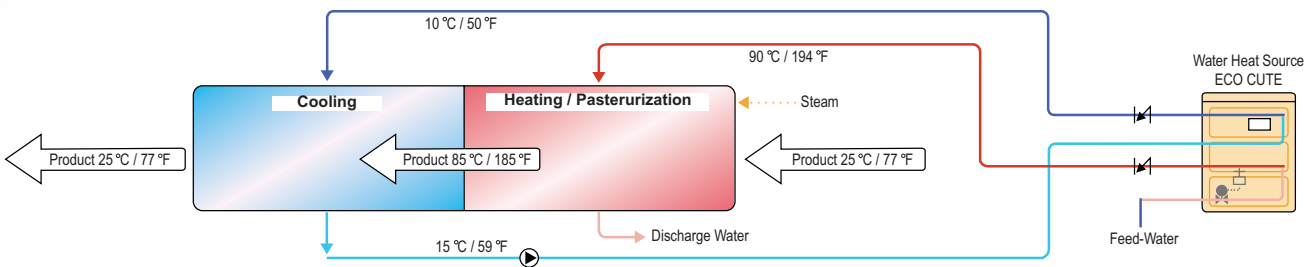 10 ℃ / 50 ℉
90 ℃ / 194 ℉
Water Heat Source
ECO CUTE
Cooling
Heating / Pasterurization
Steam
Product 25 ℃ / 77 ℉
Product 85 ℃ / 185 ℉
Product 25 ℃ / 77 ℉
Discharge Water
Feed-Water
15 ℃ / 59 ℉